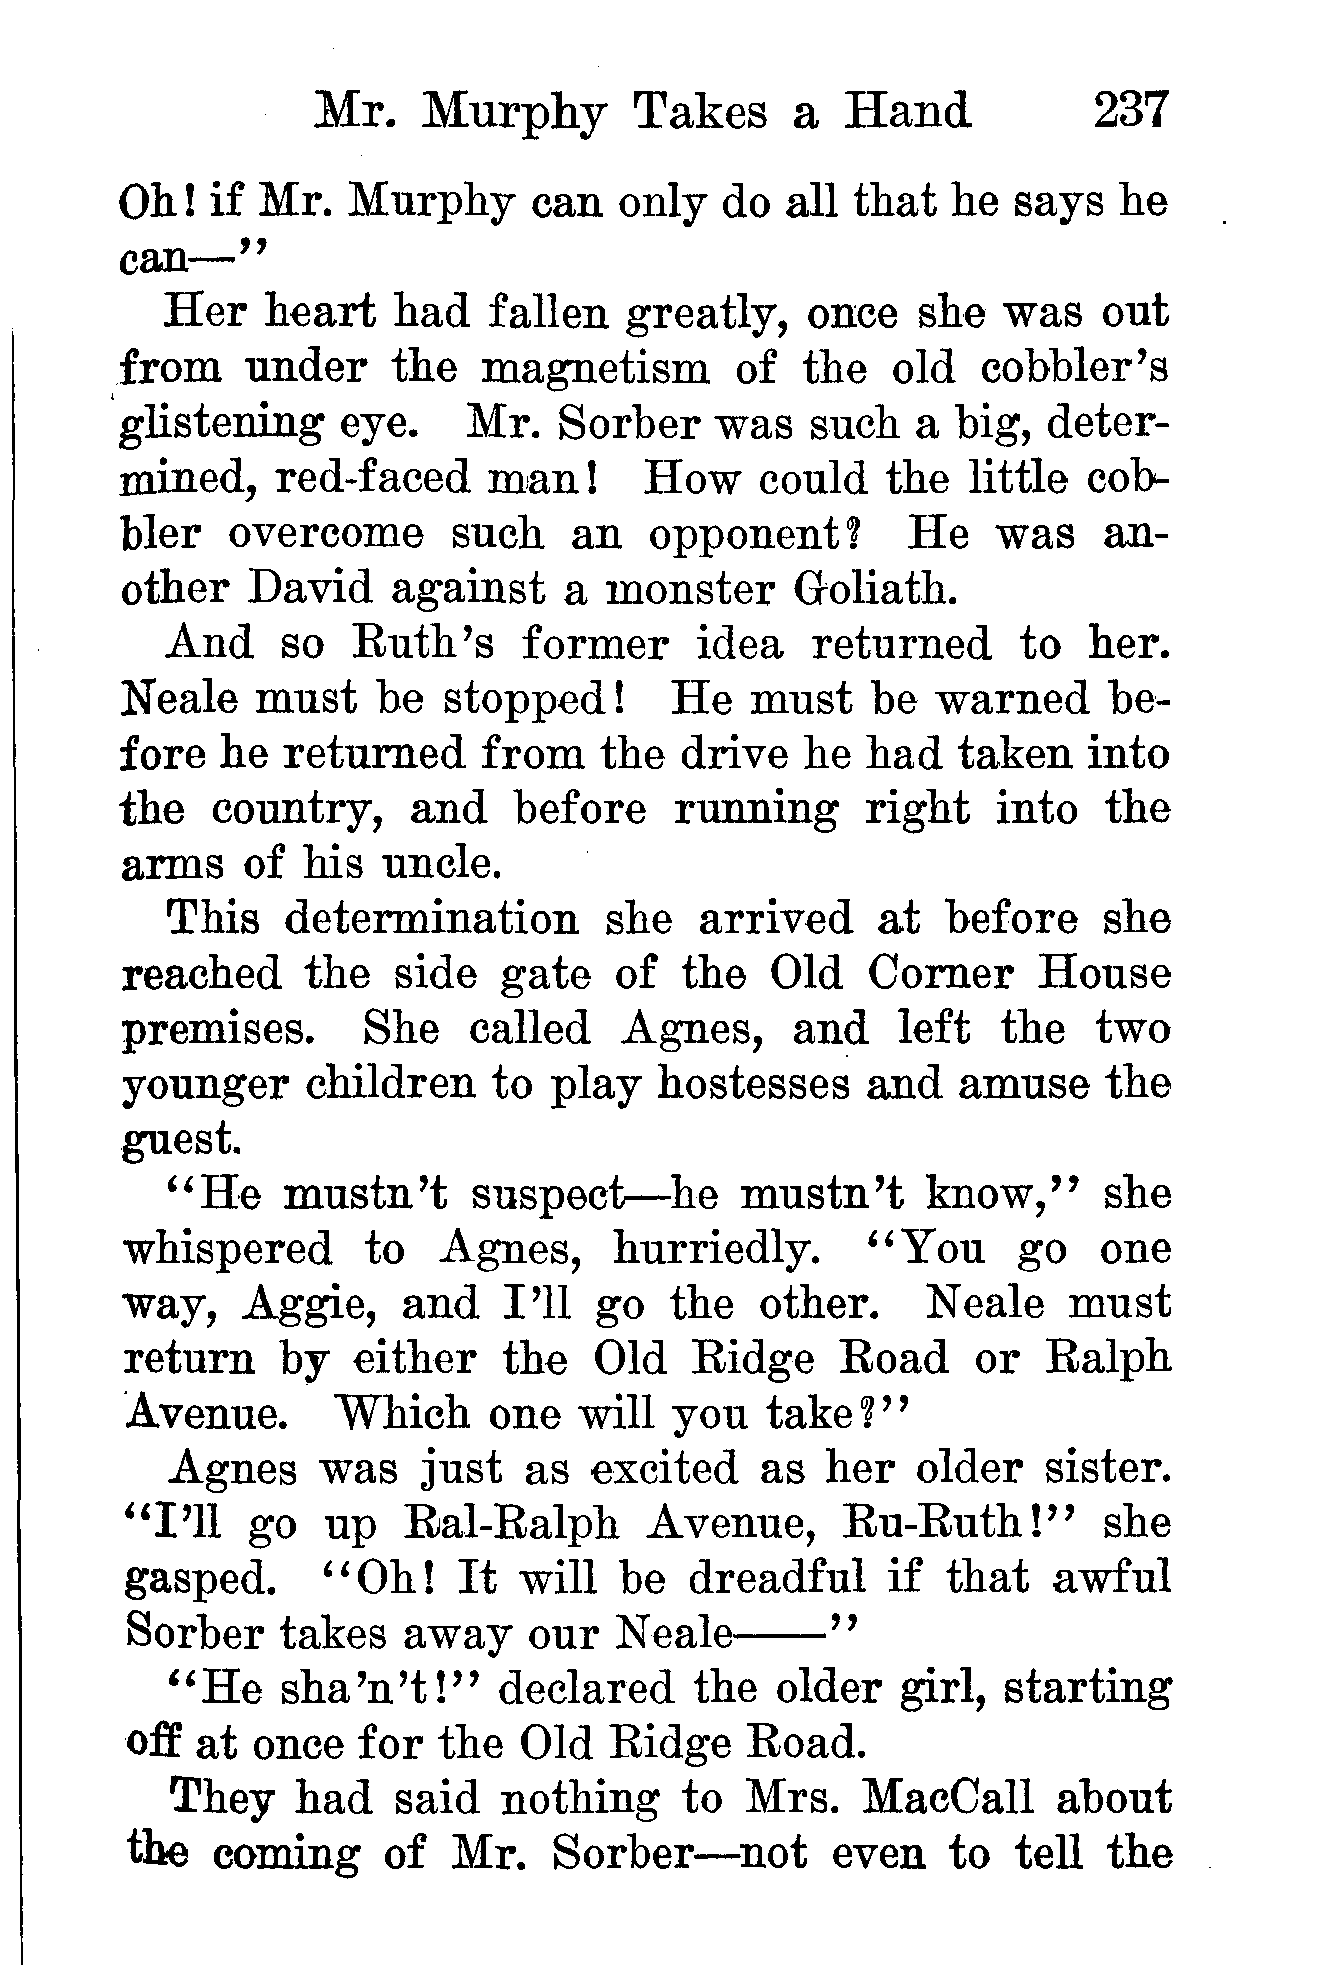 Mr. Murphy Takes a Hand 237
Oh! if Mr. Murphy can only do all that he says he
can—"
Her heart had fallen greatly, once she was out
from under the magnetism of the old cobbler's
glistening eye. Mr. Sorber was such a big, deter-
mined, red-faced man! How could the little cob-
bler overcome such an opponent? He was an-
other David against a monster Goliath.
And so Ruth's former idea returned to her.
Neale must be stopped! He must be warned be-
fore he returned from the drive he had taken into
the country, and before running right into the
arms of his uncle.
This determination she arrived at before she
reached the side gate of the Old Corner House
premises. She called Agnes, and left the two
younger children to play hostesses and amuse the
guest.
"He mustn't suspect—he mustn't know," she
whispered to Agnes, hurriedly. "You go one
way, Aggie, and I'll go the other. Neale must
return by either the Old Ridge Road or Ralph
Avenue. Which one will you take?"
Agnes was just as excited as her older sister.
"I'll go up Ral-Ralph Avenue, Ru-Ruth!" she
gasped. "Oh! It will be dreadful if that awful
Sorber takes away our Neale——"
"He sha'n't!" declared the older girl, starting
off at once for the Old Ridge Road.
They had said nothing to Mrs. MacCall about
the coming of Mr. Sorber—not even to tell the